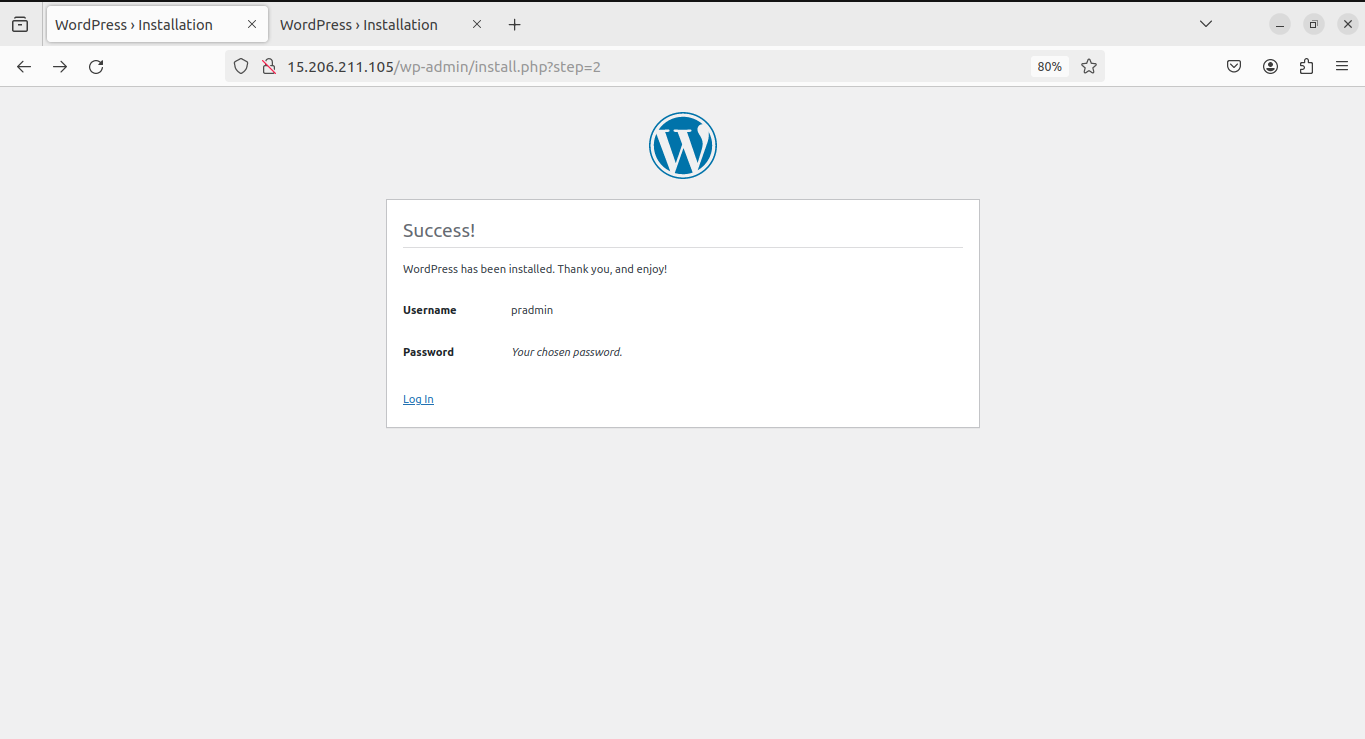 WordPress › Installation
WordPress › Installation
15.206.211.105/wp-admin/install.php?step=2
80%
Success!
WordPress has been installed. Thank you, and enjoy!
Username pradmin
Password Your chosen password.
Log In